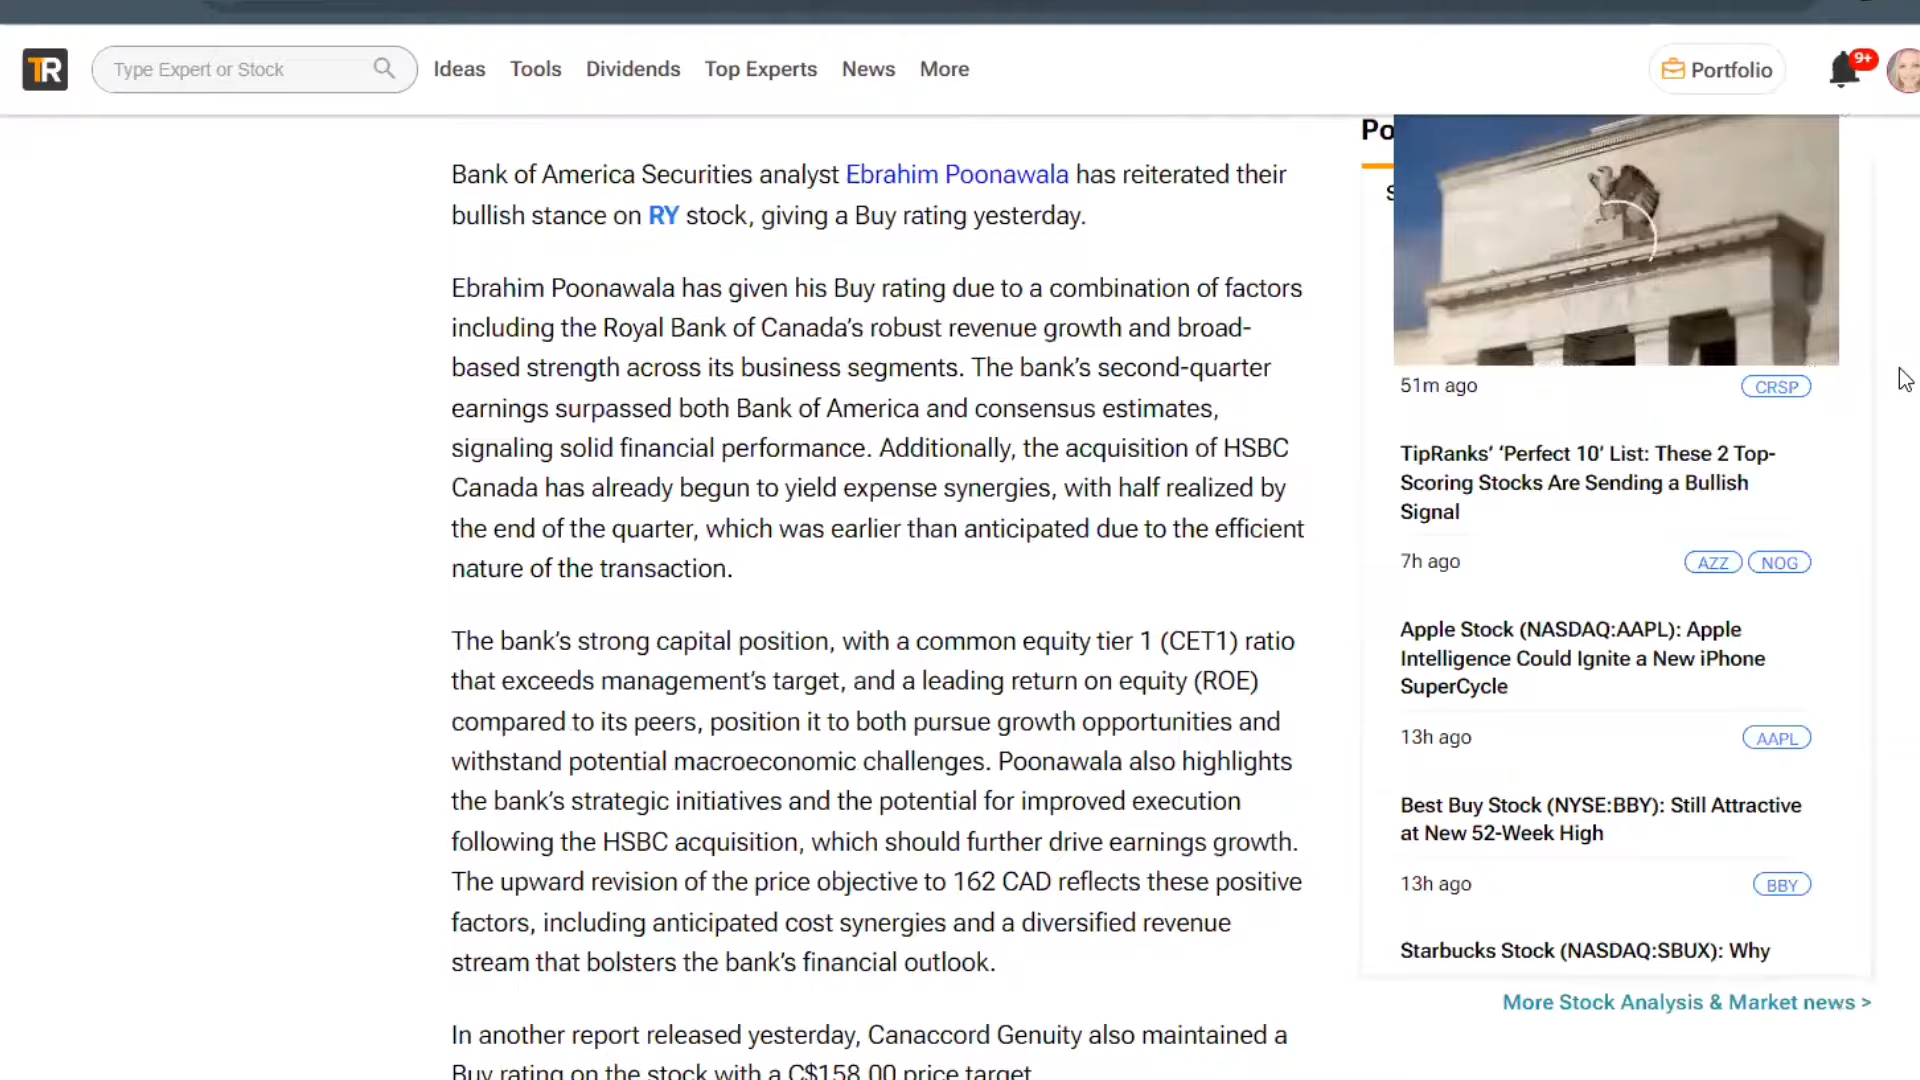 TR
Type Expert or Stock
Ideas
Tools
Dividends
Top Experts
News
More
Portfolio
9+
Bank of America Securities analyst Ebrahim Poonawala has reiterated their
bullish stance on RY stock, giving a Buy rating yesterday.
Ebrahim Poonawala has given his Buy rating due to a combination of factors
including the Royal Bank of Canada’s robust revenue growth and broad-
based strength across its business segments. The bank’s second-quarter
earnings surpassed both Bank of America and consensus estimates,
signaling solid financial performance. Additionally, the acquisition of HSBC
Canada has already begun to yield expense synergies, with half realized by
the end of the quarter, which was earlier than anticipated due to the efficient
nature of the transaction.
The bank’s strong capital position, with a common equity tier 1 (CET1) ratio
that exceeds management’s target, and a leading return on equity (ROE)
compared to its peers, position it to both pursue growth opportunities and
withstand potential macroeconomic challenges. Poonawala also highlights
the bank’s strategic initiatives and the potential for improved execution
following the HSBC acquisition, which should further drive earnings growth.
The upward revision of the price objective to 162 CAD reflects these positive
factors, including anticipated cost synergies and a diversified revenue
stream that bolsters the bank’s financial outlook.
In another report released yesterday, Canaccord Genuity also maintained a
Buy rating on the stock with a C$158.00 price target.
Po
51m ago
CRSP
TipRanks’ ‘Perfect 10’ List: These 2 Top-
Scoring Stocks Are Sending a Bullish
Signal
7h ago
AZZ
NOG
Apple Stock (NASDAQ:AAPL): Apple
Intelligence Could Ignite a New iPhone
SuperCycle
13h ago
AAPL
Best Buy Stock (NYSE:BBY): Still Attractive
at New 52-Week High
13h ago
BBY
Starbucks Stock (NASDAQ:SBUX): Why
More Stock Analysis & Market news >